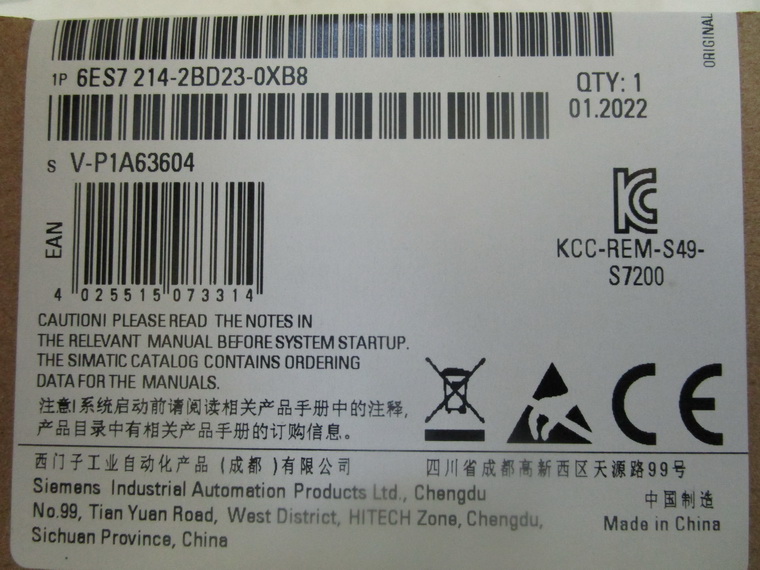 ORIGINAL
1P 6ES7 214-2BD23-0XB8
QTY: 1
01.2022
S V-P1A63604
EAN
4 025515 073314
KCC-REM-S49-
S7200
CAUTION! PLEASE READ THE NOTES IN
THE RELEVANT MANUAL BEFORE SYSTEM STARTUP.
THE SIMATIC CATALOG CONTAINS ORDERING
DATA FOR THE MANUALS.
注意!系统启动前请阅读相关产品手册中的注释,
产品目录中有相关产品手册的订购信息。
CE
西门子工业自动化产品 (成都 )有限公司
四川省成都高新西区天源路99号
Siemens Industrial Automation Products Ltd., Chengdu
No.99, Tian Yuan Road, West District, HITECH Zone, Chengdu,
Sichuan Province, China
中国制造
Made in China